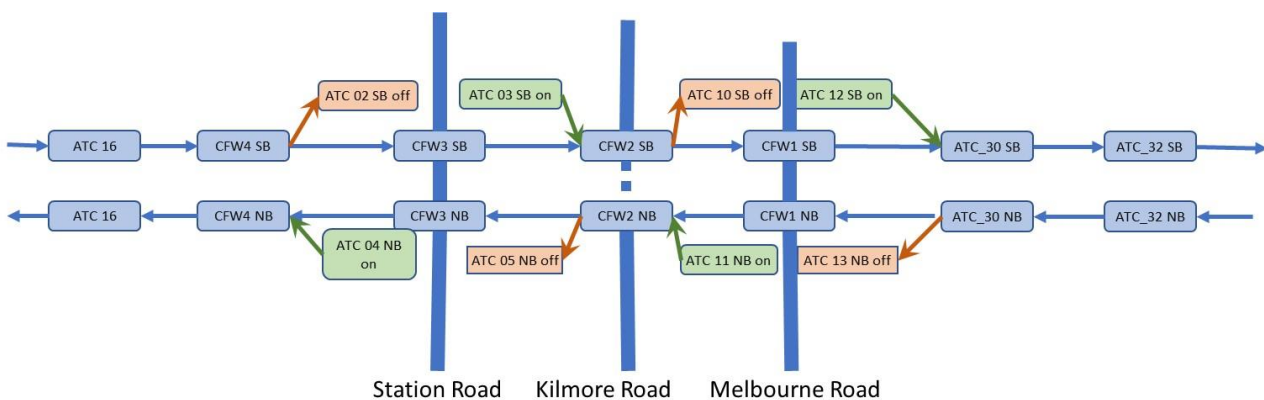 ATC 02 SB off
ATC 03 SB on
ATC 10 SB off
ATC 12 SB on
ATC 16
CFW4 SB
CFW3 SB
CFW2 SB
CFW1 SB
ATC_30 SB
ATC_32 SB
ATC 16
CFW4 NB
CFW3 NB
CFW2 NB
CFW1 NB
ATC_30 NB
ATC_32 NB
ATC 04 NB
on
ATC 05 NB off
ATC 11 NB on
ATC 13 NB off
Station Road
Kilmore Road
Melbourne Road